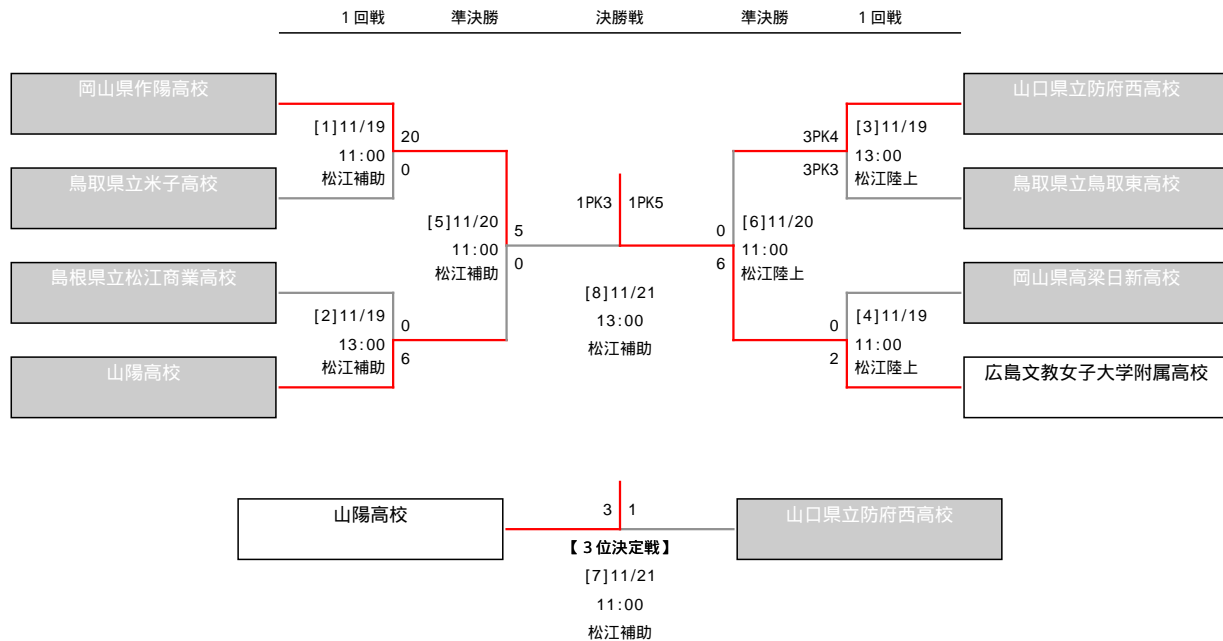 1回戦 準決勝 決勝戦 準決勝 1回戦
岡山県作陽高校
[1]11/19
11:00
松江補助
20
0
鳥取県立米子高校
島根県立松江商業高校
[2]11/19
13:00
松江補助
0
6
山陽高校
[5]11/20
11:00
松江補助
5
0
1PK3 1PK5
[8]11/21
13:00
松江補助
0
6
[6]11/20
11:00
松江陸上
山口県立防府西高校
3PK4
3PK3
[3]11/19
13:00
松江陸上
鳥取県立鳥取東高校
岡山県高梁日新高校
0
2
[4]11/19
11:00
松江陸上
広島文教女子大学附属高校
山陽高校
3 1
山口県立防府西高校
【3位決定戦】
[7]11/21
11:00
松江補助